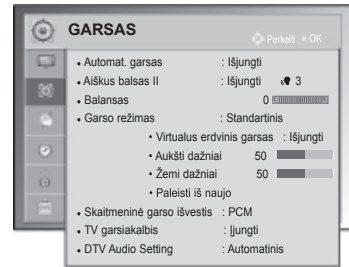 GARSAS
Perkelti OK
• Automat. garsas : Išjungti
• Aiškus balsas II : Išjungti 3
• Balansas 0
• Garso režimas : Standartinis
• Virtualus erdvinis garsas : Išjungti
• Aukšti dažniai 50
• Žemi dažniai 50
• Paleisti iš naujo
• Skaitmeninė garso išvestis : PCM
• TV garsiakalbis : Įjungti
• DTV Audio Setting : Automatinis